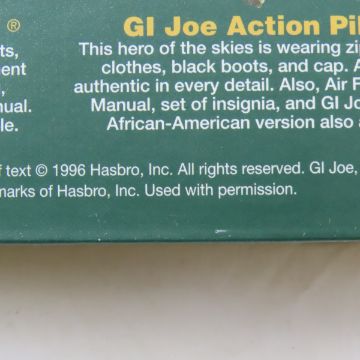 ® GI Joe Action Pi
This hero of the skies is wearing zi
clothes, black boots, and cap. A
authentic in every detail. Also, Air F
Manual, set of insignia, and GI Jo
African-American version also a
ts,
ent
,
nual.
le.
text © 1996 Hasbro, Inc. All rights reserved. GI Joe,
marks of Hasbro, Inc. Used with permission.